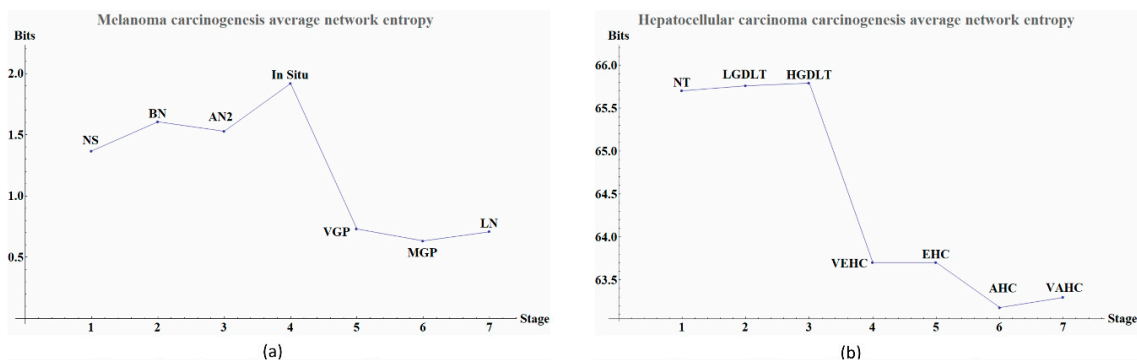 Melanoma carcinogenesis average network entropy
Bits
2.0
1.5
1.0
0.5
NS
BN
AN2
In Situ
VGP
MGP
LN
1 2 3 4 5 6 7 Stage
(a)
Hepatocellular carcinoma carcinogenesis average network entropy
Bits
66.0
65.5
65.0
64.5
64.0
63.5
NT
LGDLT
HGDLT
VEHC
EHC
AHC
VAHC
1 2 3 4 5 6 7 Stage
(b)